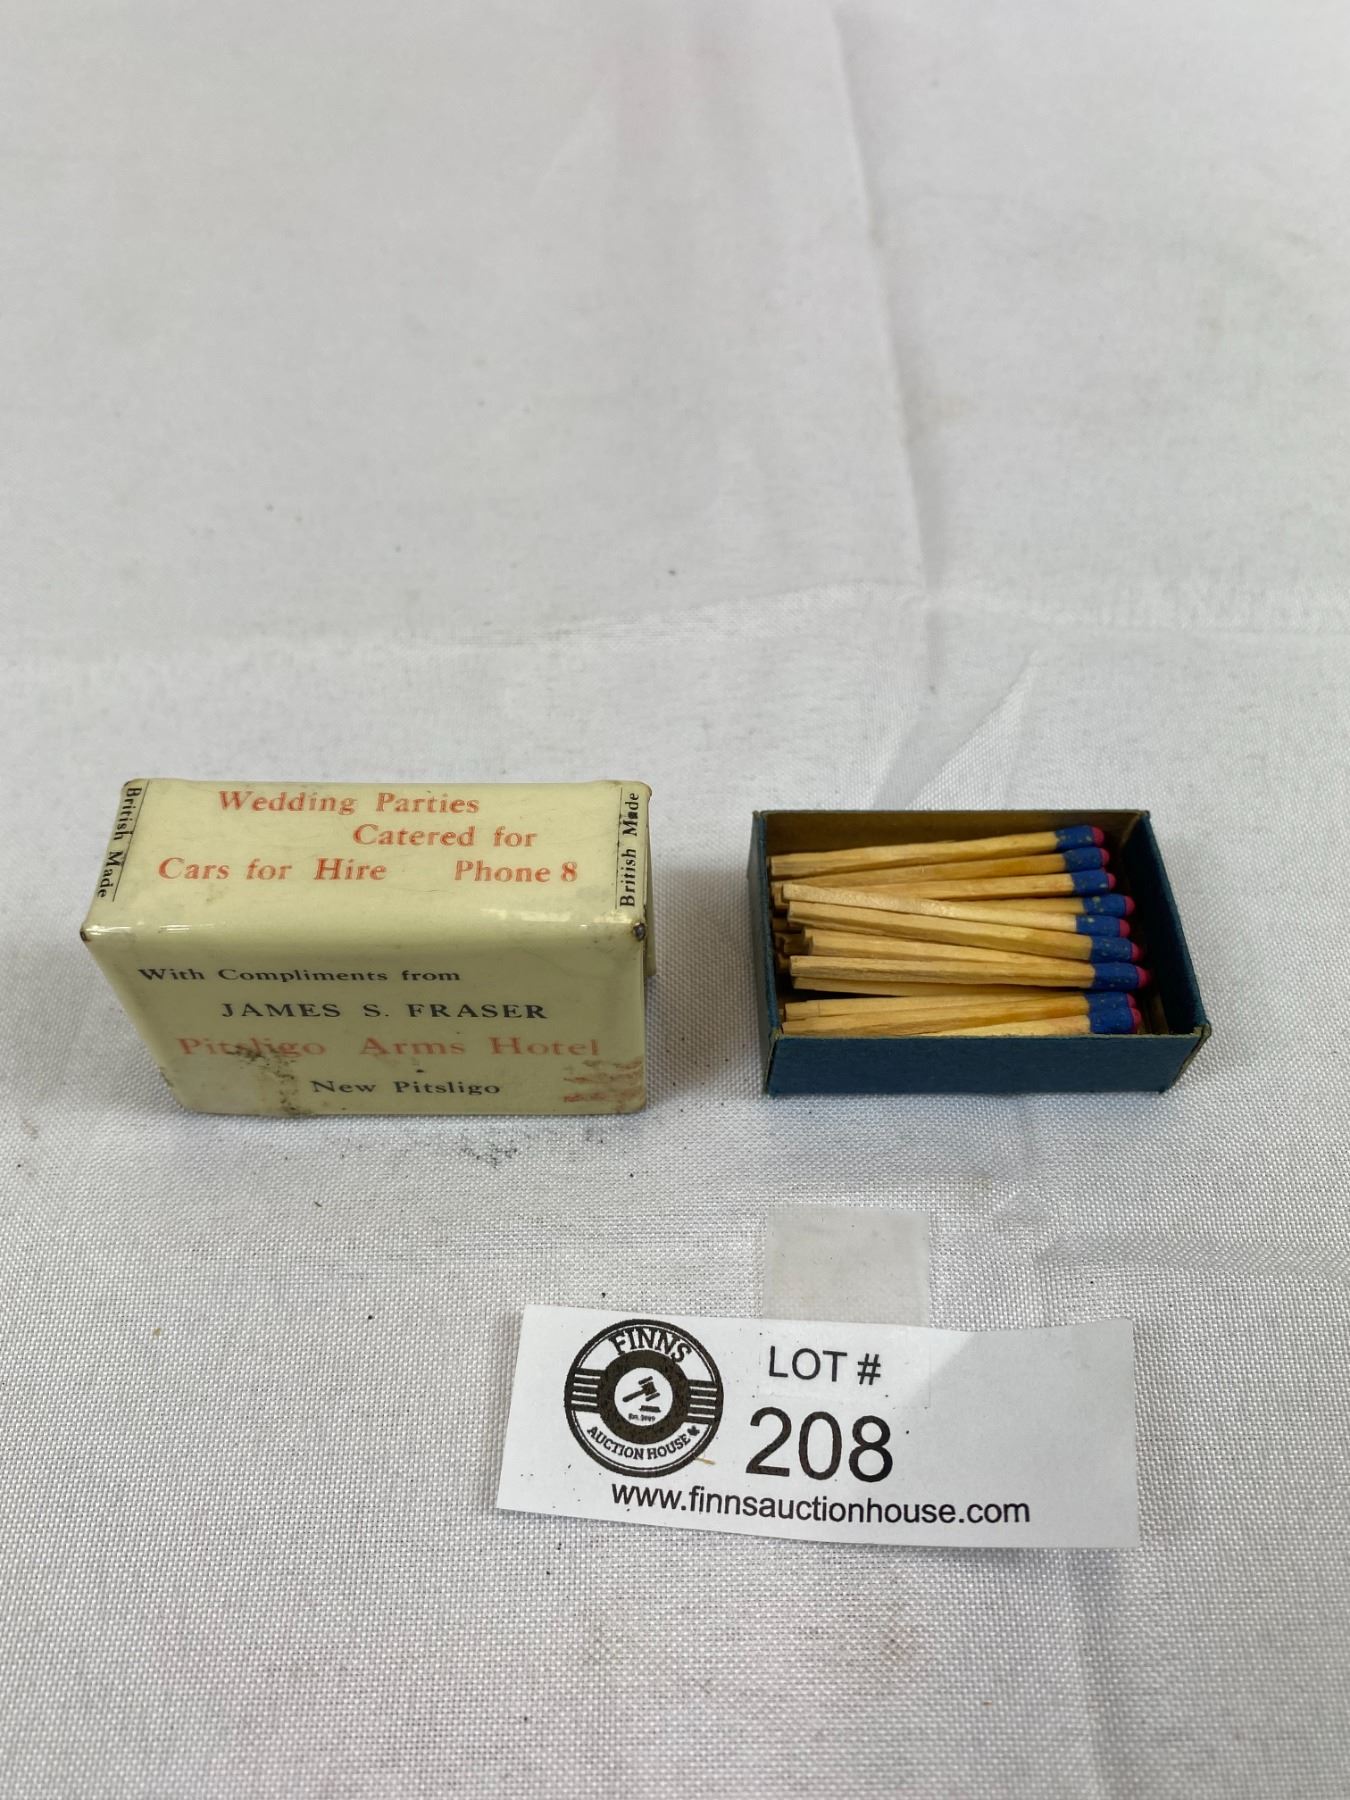 Wedding Parties
Catered for
Cars for Hire Phone 8
British Made
British Made
With Compliments from
JAMES S. FRASER
Pitsligo Arms Hotel
New Pitsligo
FINNS
AUCTION HOUSE
LOT #
208
www.finnsauctionhouse.com